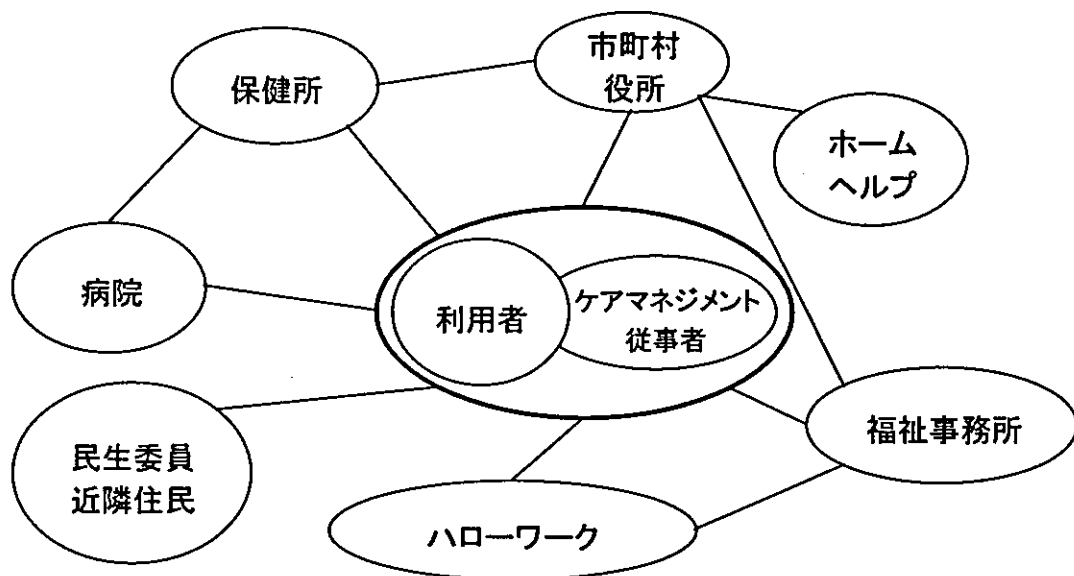 市町村
役所
保健所
ホーム
ヘルプ
病院
利用者
ケアマネジメント
従事者
福祉事務所
民生委員
近隣住民
ハローワーク